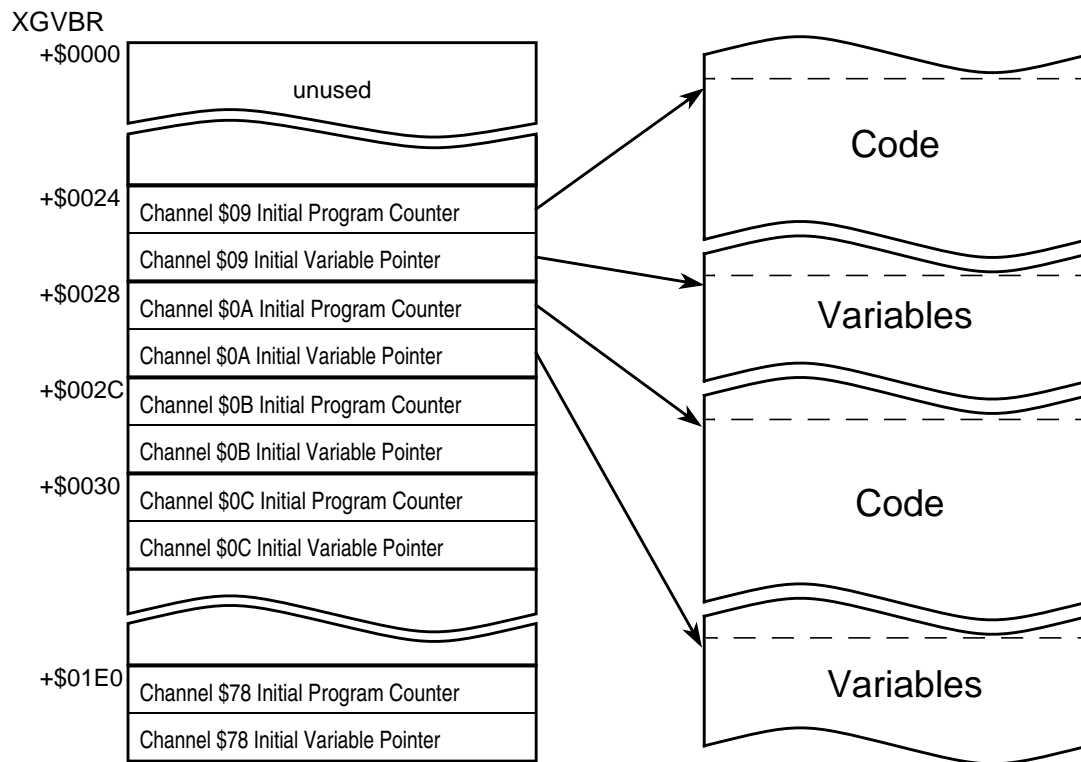 XGVBR
+$0000
unused
+$0024
Channel $09 Initial Program Counter
Channel $09 Initial Variable Pointer
+$0028
Channel $0A Initial Program Counter
Channel $0A Initial Variable Pointer
+$002C
Channel $0B Initial Program Counter
Channel $0B Initial Variable Pointer
+$0030
Channel $0C Initial Program Counter
Channel $0C Initial Variable Pointer
+$01E0
Channel $78 Initial Program Counter
Channel $78 Initial Variable Pointer
Code
Variables
Code
Variables